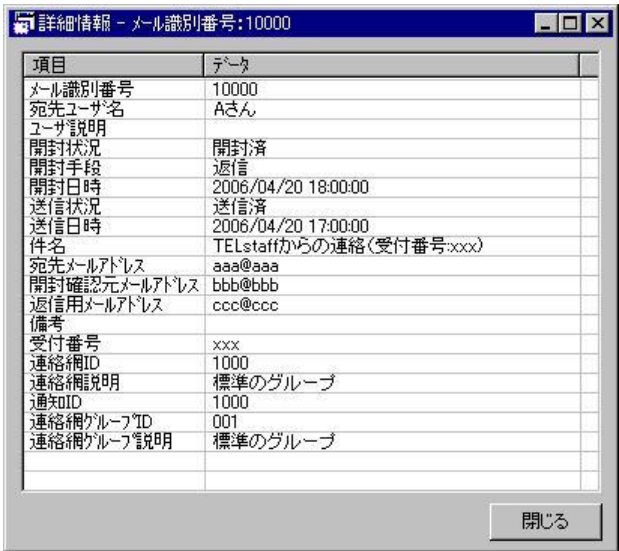 詳細情報 - メール識別番号:10000
項目 データ
メール識別番号 10000
宛先ユーザ名 Aさん
ユーザ説明
開封状況 開封済
開封手段 返信
開封日時 2006/04/20 18:00:00
送信状況 送信済
送信日時 2006/04/20 17:00:00
件名 TELstaffからの連絡(受付番号:xxx)
宛先メールアドレス aaa@aaa
開封確認元メールアドレス bbb@bbb
返信用メールアドレス ccc@ccc
備考
受付番号 xxx
連絡網ID 1000
連絡網説明 標準のグループ
通知ID 1000
連絡網グループID 001
連絡網グループ説明 標準のグループ
閉じる